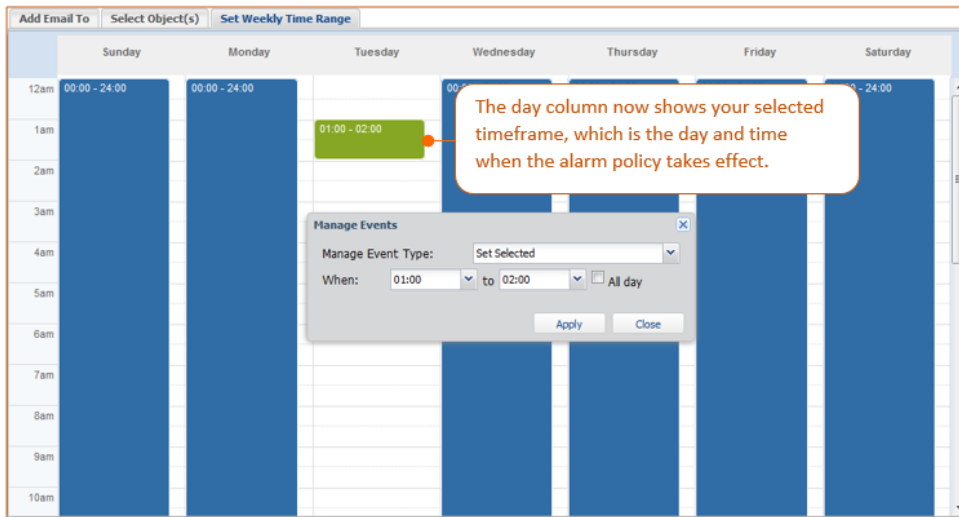 Add Email To Select Object(s) Set Weekly Time Range
Sunday Monday Tuesday Wednesday Thursday Friday Saturday
12am 00:00 - 24:00 00:00 - 24:00 00: - 24:00
The day column now shows your selected
timeframe, which is the day and time
when the alarm policy takes effect.
1am 01:00 - 02:00
2am
3am
Manage Events
4am Manage Event Type: Set Selected
When: 01:00 to 02:00 All day
5am
Apply Close
6am
7am
8am
9am
10am